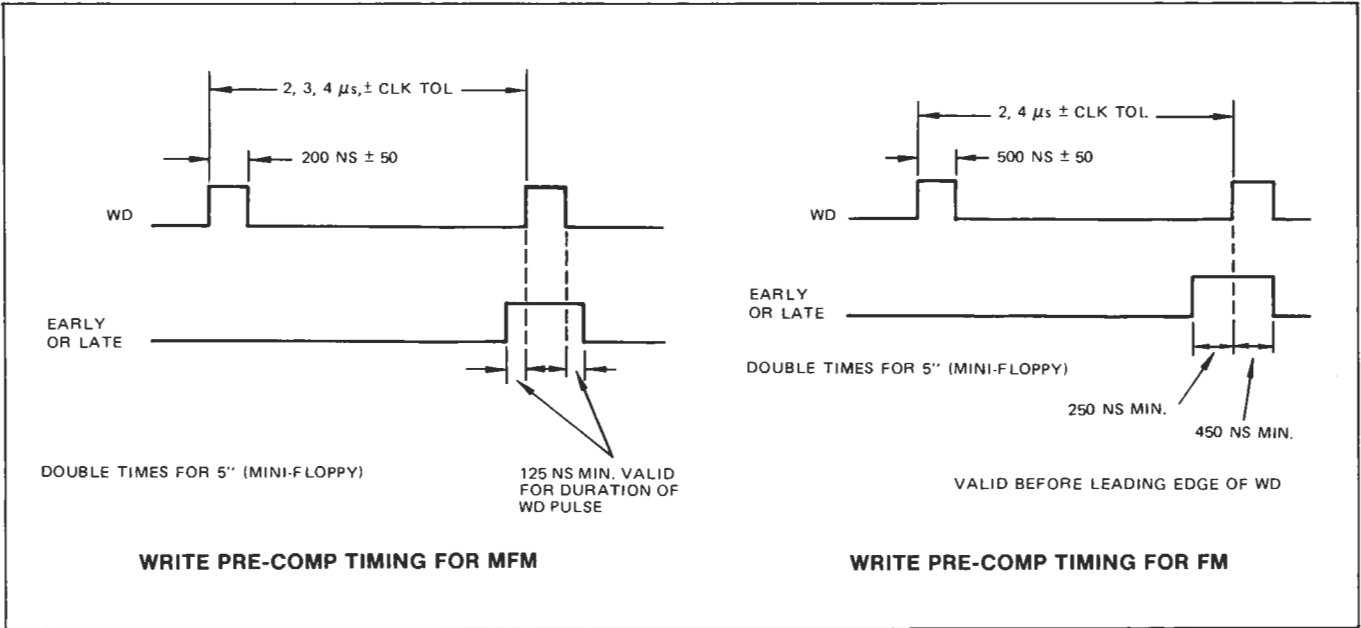 2, 3, 4 μs,± CLK TOL
200 NS ± 50
WD
EARLY
OR LATE
DOUBLE TIMES FOR 5'' (MINI-FLOPPY)
125 NS MIN. VALID
FOR DURATION OF
WD PULSE
WRITE PRE-COMP TIMING FOR MFM
2, 4 μs ± CLK TOL.
500 NS ± 50
WD
EARLY
OR LATE
DOUBLE TIMES FOR 5'' (MINI-FLOPPY)
250 NS MIN.
450 NS MIN.
VALID BEFORE LEADING EDGE OF WD
WRITE PRE-COMP TIMING FOR FM